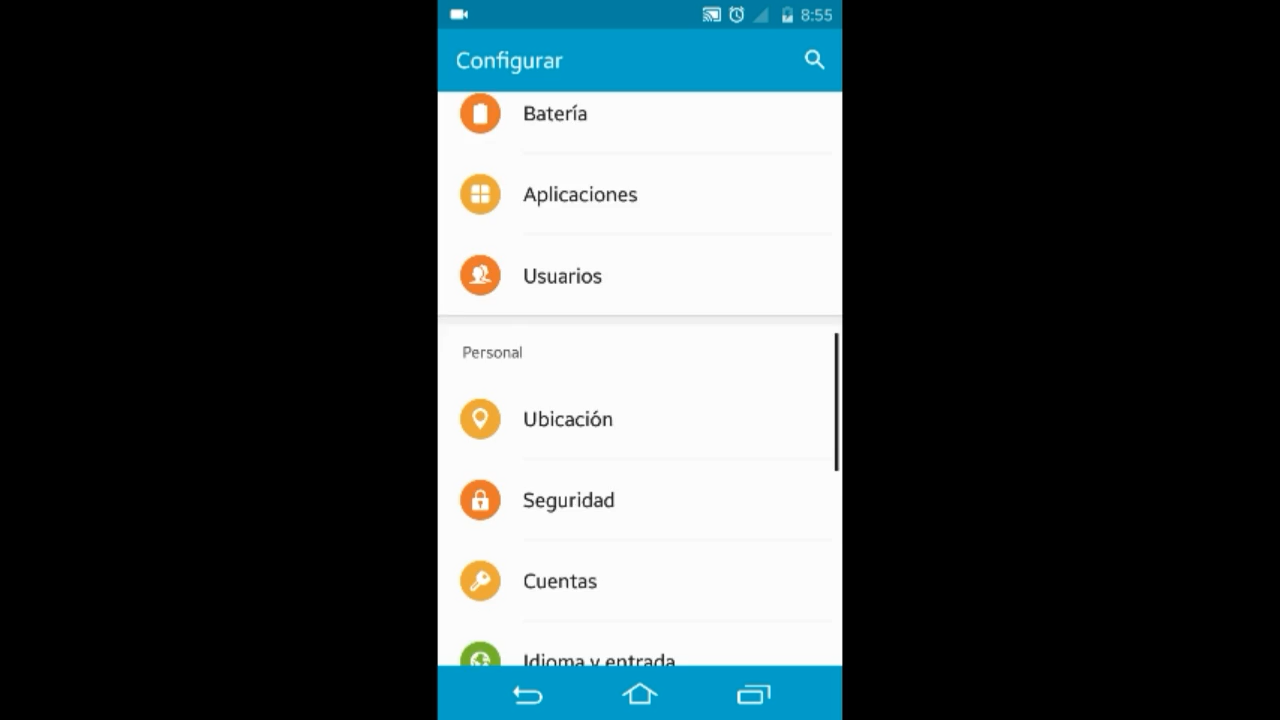 8:55
Configurar
Batería
Aplicaciones
Usuarios
Personal
Ubicación
Seguridad
Cuentas
Idioma y entrada